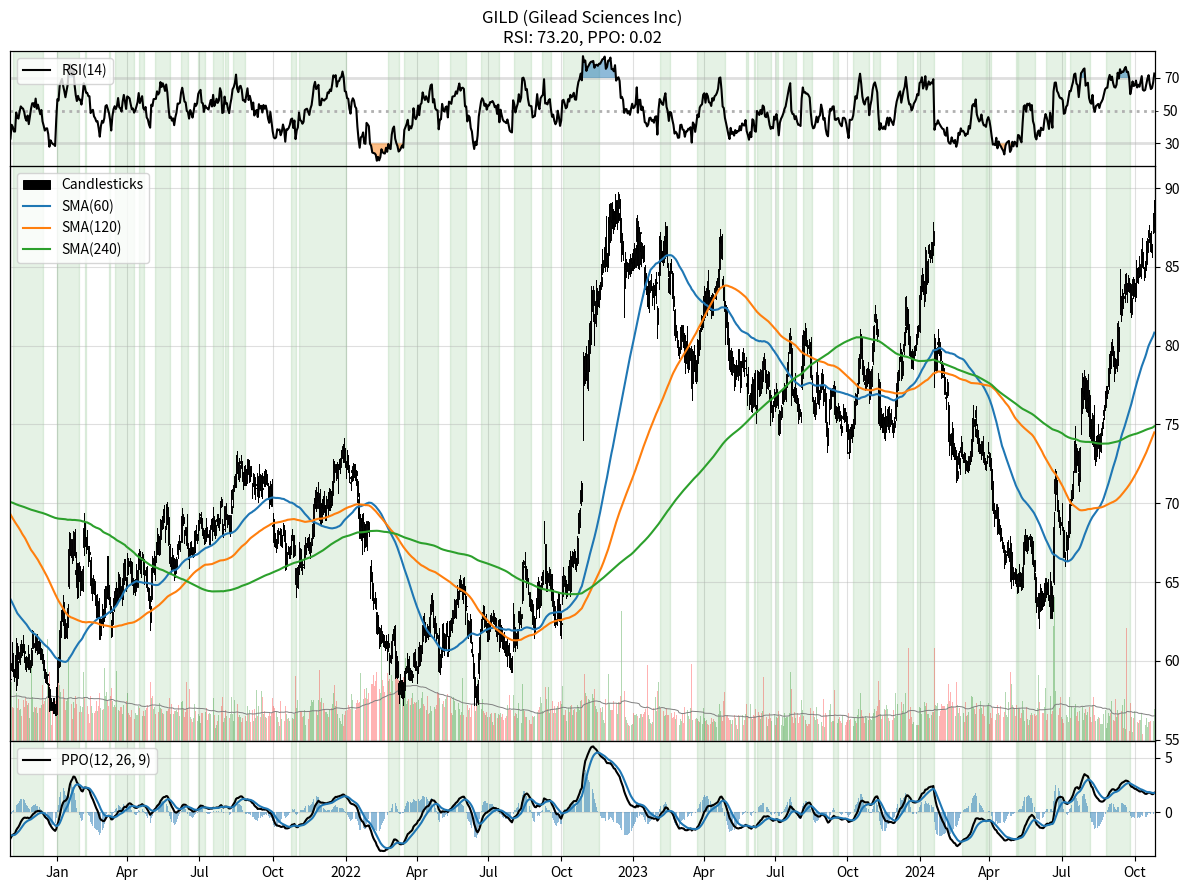 GILD (Gilead Sciences Inc)
RSI: 73.20, PPO: 0.02
RSI(14)
70
50
30
Candlesticks
SMA(60)
SMA(120)
SMA(240)
90
85
80
75
70
65
60
55
PPO(12, 26, 9)
5
0
Jan Apr Jul Oct 2022 Apr Jul Oct 2023 Apr Jul Oct 2024 Apr Jul Oct